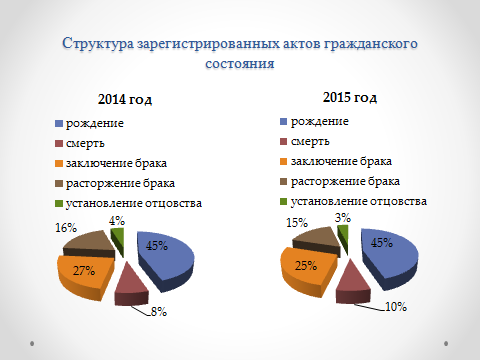 Структура зарегистрированных актов гражданского
состояния
2014 год
рождение
смерть
заключение брака
расторжение брака
установление отцовства
4%
16%
45%
27%
8%
2015 год
рождение
смерть
заключение брака
расторжение брака
установление отцовства
3%
15%
45%
25%
10%